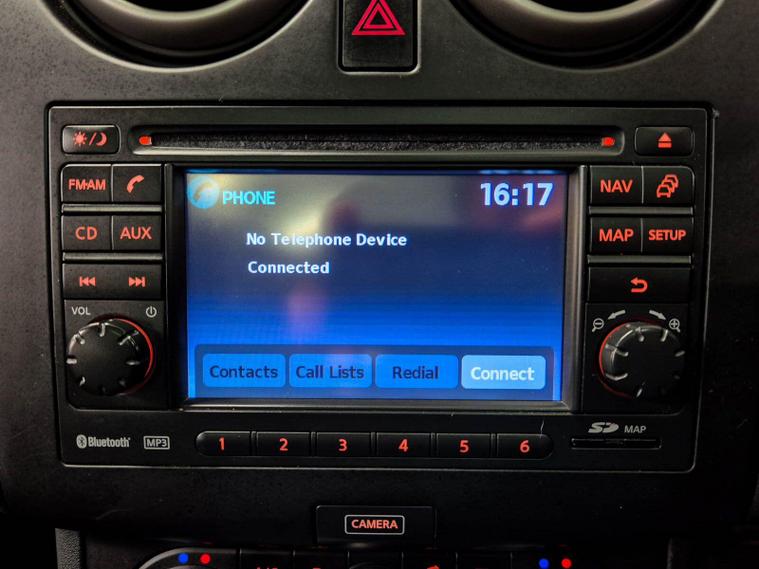 PHONE 16:17
FM·AM
NAV
No Telephone Device
Connected
CD AUX
MAP SETUP
VOL
Contacts Call Lists Redial Connect
Bluetooth® MP3
1 2 3 4 5 6
SD MAP
CAMERA